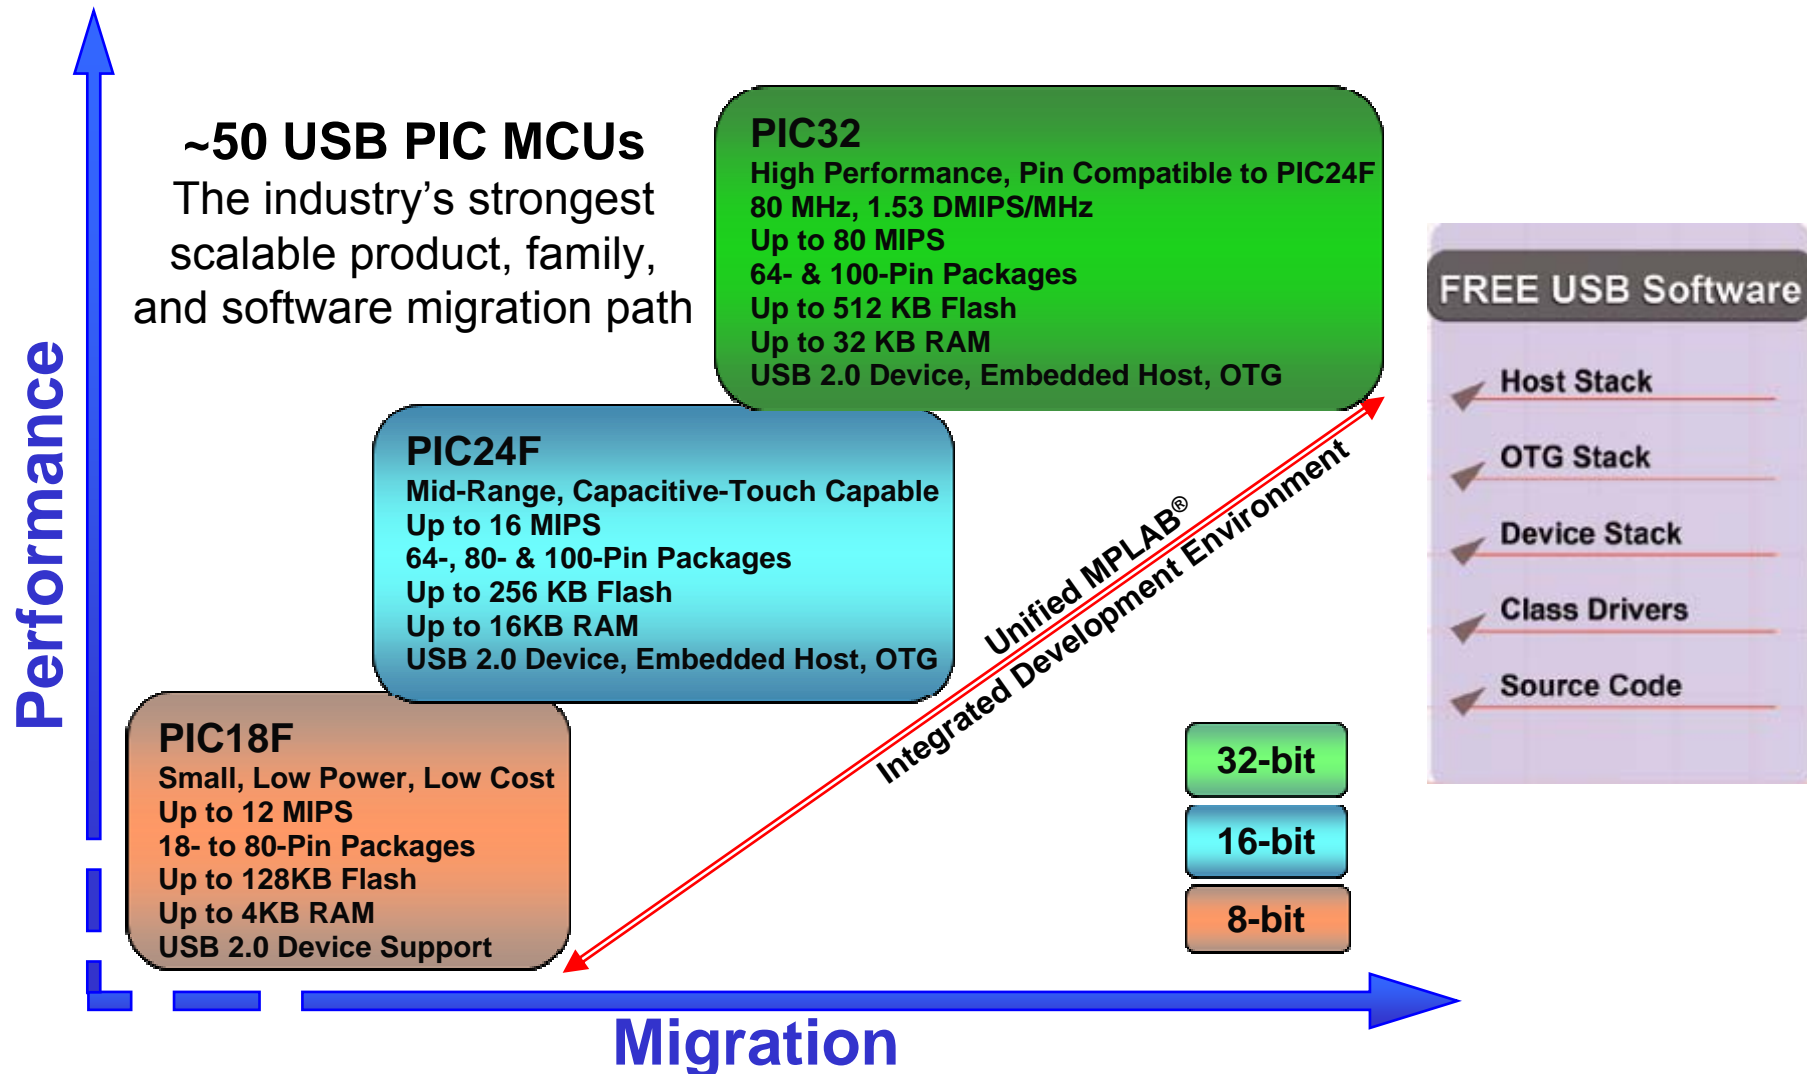 ~50 USB PIC MCUs
The industry's strongest
scalable product, family,
and software migration path
PIC32
High Performance, Pin Compatible to PIC24F
80 MHz, 1.53 DMIPS/MHz
Up to 80 MIPS
64- & 100-Pin Packages
Up to 512 KB Flash
Up to 32 KB RAM
USB 2.0 Device, Embedded Host, OTG
PIC24F
Mid-Range, Capacitive-Touch Capable
Up to 16 MIPS
64-, 80- & 100-Pin Packages
Up to 256 KB Flash
Up to 16KB RAM
USB 2.0 Device, Embedded Host, OTG
PIC18F
Small, Low Power, Low Cost
Up to 12 MIPS
18- to 80-Pin Packages
Up to 128KB Flash
Up to 4KB RAM
USB 2.0 Device Support
Unified MPLAB®
Integrated Development Environment
32-bit
16-bit
8-bit
FREE USB Software
Host Stack
OTG Stack
Device Stack
Class Drivers
Source Code
Performance
Migration